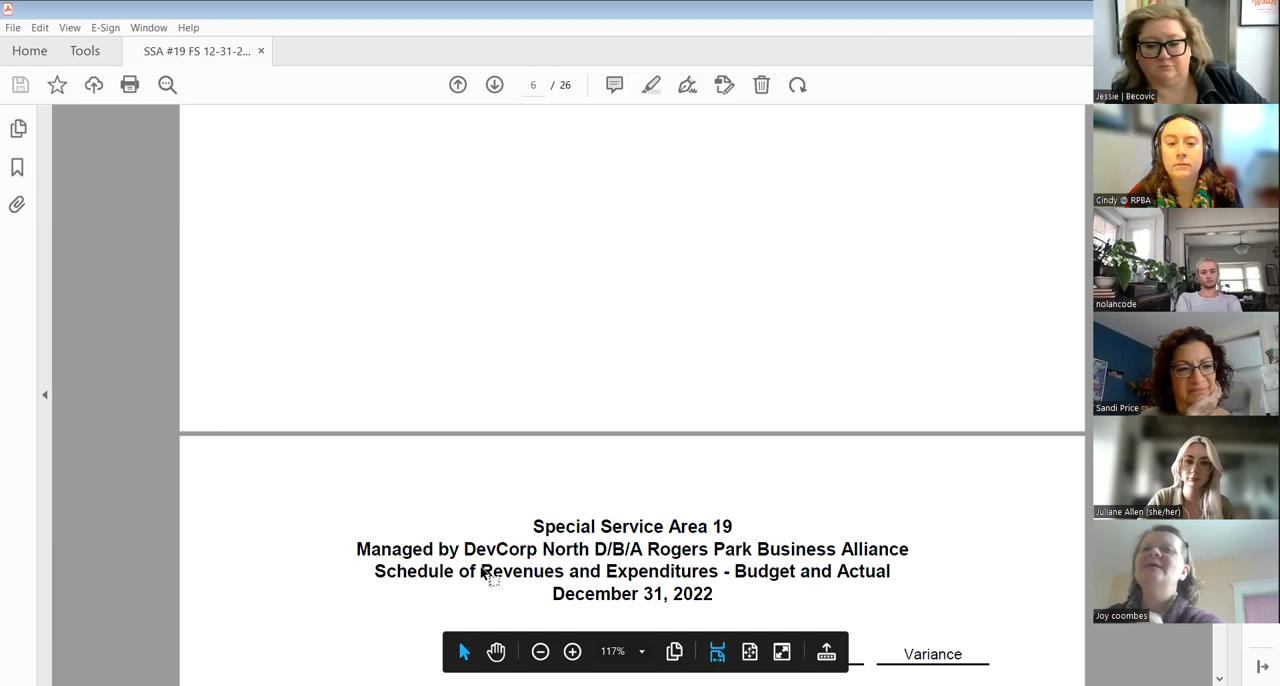 File Edit View E-Sign Window Help
Home Tools SSA #19 FS 12-31-2... ×
6 / 26
Special Service Area 19
Managed by DevCorp North D/B/A Rogers Park Business Alliance
Schedule of Revenues and Expenditures - Budget and Actual
December 31, 2022
117%
Variance
Jessie | Becovic
Cindy @ RPBA
nolancode
Sandi Price
Juliane Allen (she/her)
Joy coombes